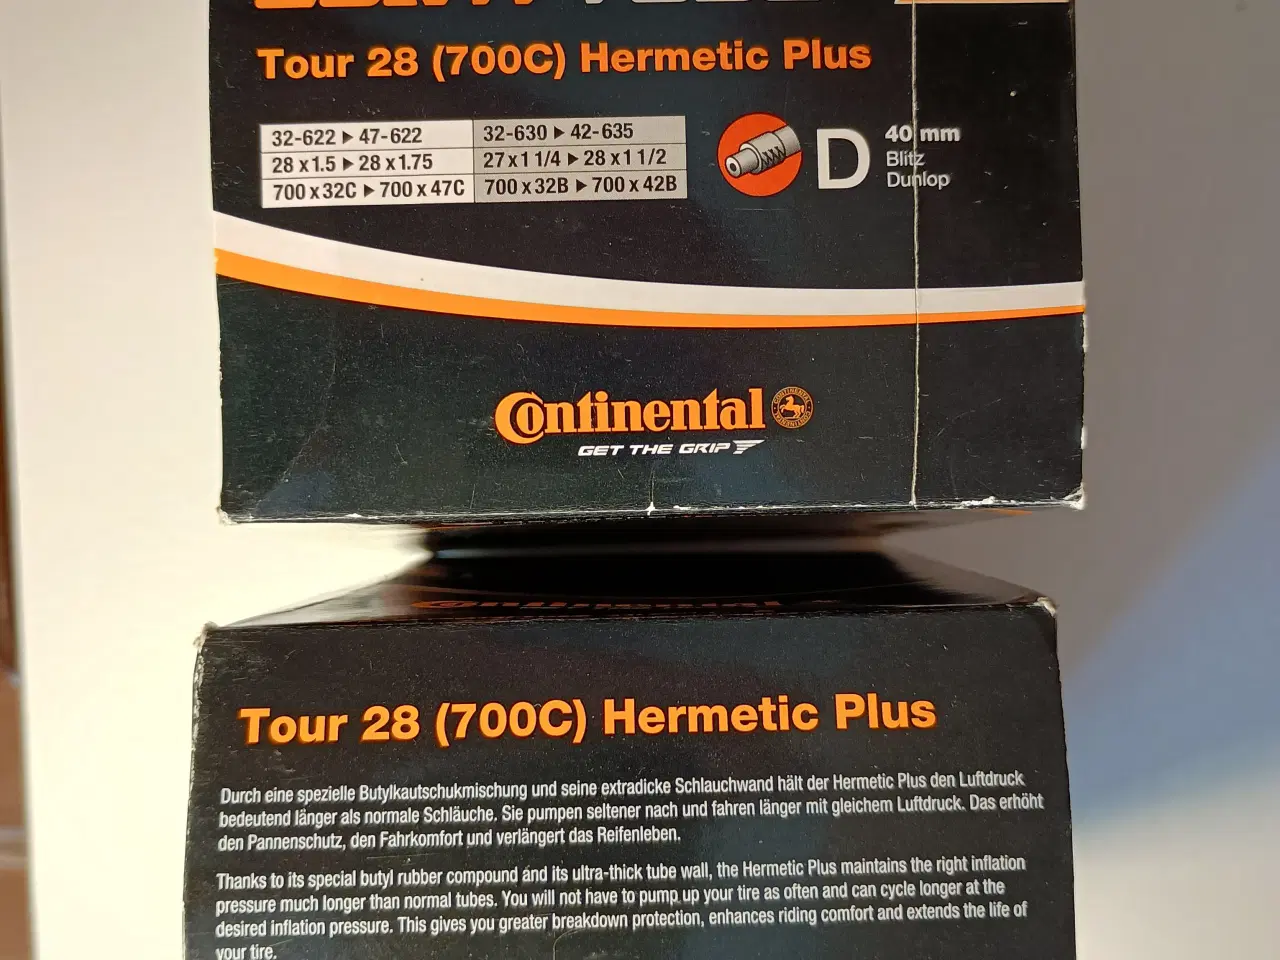 Tour 28 (700C) Hermetic Plus
32-622 ▶ 47-622
28 x 1.5 ▶ 28 x 1.75
700 x 32C ▶ 700 x 47C
32-630 ▶ 42-635
27 x 1 1/4 ▶ 28 x 1 1/2
700 x 32B ▶ 700 x 42B
D
40 mm
Blitz
Dunlop
Continental
GET THE GRIP
Tour 28 (700C) Hermetic Plus
Durch eine spezielle Butylkautschukmischung und seine extradicke Schlauchwand hält der Hermetic Plus den Luftdruck
bedeutend länger als normale Schläuche. Sie pumpen seltener nach und fahren länger mit gleichem Luftdruck. Das erhöht
den Pannenschutz, den Fahrkomfort und verlängert das Reifenleben.
Thanks to its special butyl rubber compound and its ultra-thick tube wall, the Hermetic Plus maintains the right inflation
pressure much longer than normal tubes. You will not have to pump up your tire as often and can cycle longer at the
desired inflation pressure. This gives you greater breakdown protection, enhances riding comfort and extends the life of
your tire.